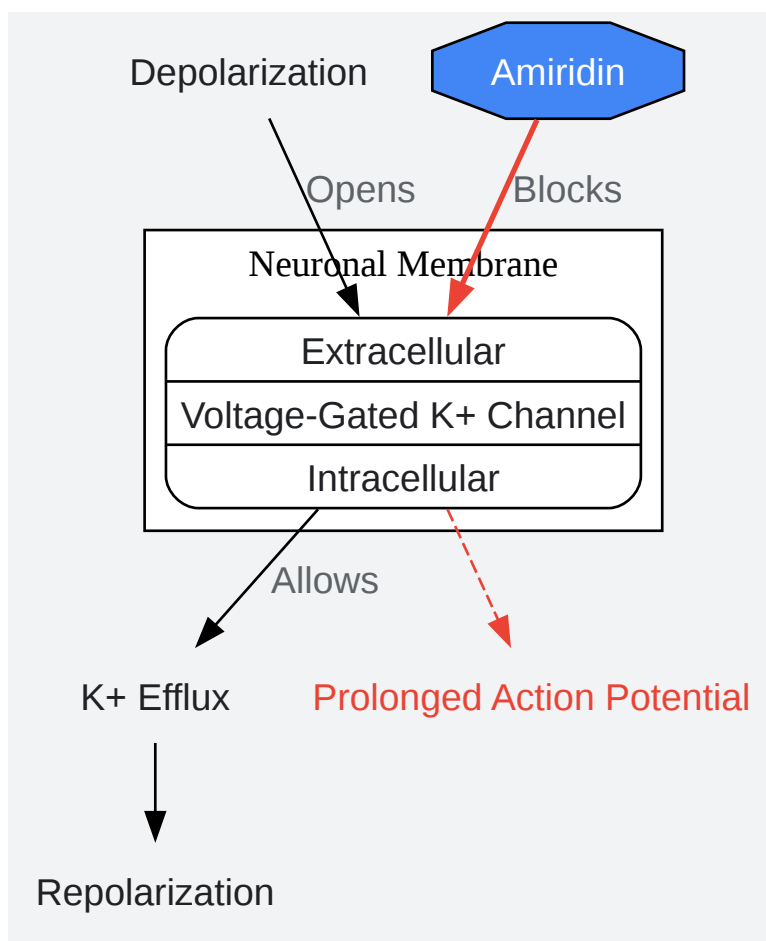 Depolarization
Amiridin
Opens
Blocks
Neuronal Membrane
Extracellular
Voltage-Gated K+ Channel
Intracellular
Allows
K+ Efflux
Prolonged Action Potential
Repolarization